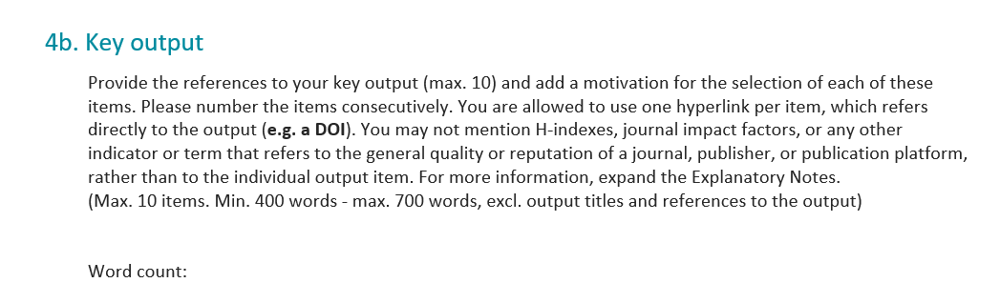 4b. Key output
Provide the references to your key output (max. 10) and add a motivation for the selection of each of these
items. Please number the items consecutively. You are allowed to use one hyperlink per item, which refers
directly to the output (e.g. a DOI). You may not mention H-indexes, journal impact factors, or any other
indicator or term that refers to the general quality or reputation of a journal, publisher, or publication platform,
rather than to the individual output item. For more information, expand the Explanatory Notes.
(Max. 10 items. Min. 400 words - max. 700 words, excl. output titles and references to the output)
Word count: